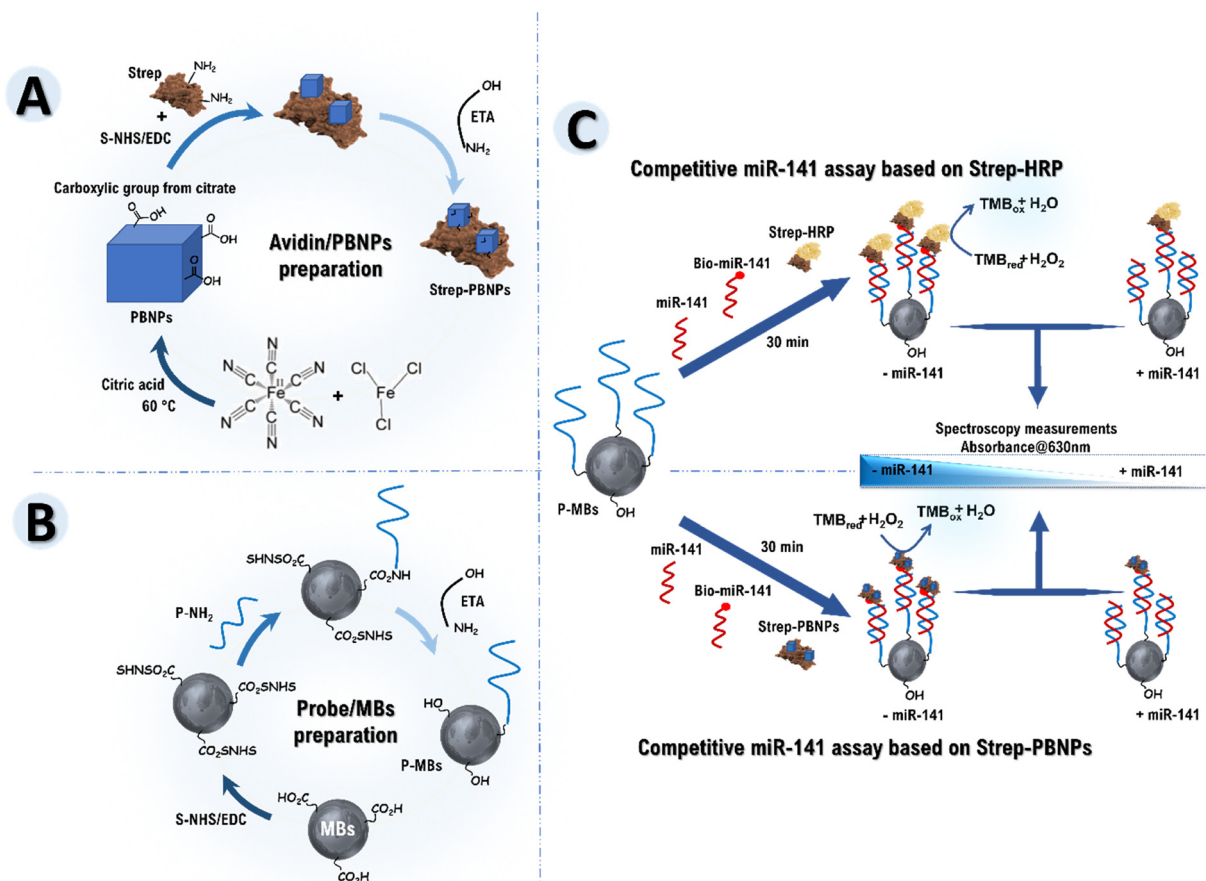 A
Strep
NH2
NH2
+
S-NHS/EDC
OH
ETA
NH2
Carboxylic group from citrate
O
OH
O
OH
O
OH
Avidin/PBNPs
preparation
Strep-PBNPs
PBNPs
Citric acid
60 °C
N N N
C C C
Fe
II
C C C
N N N
+
Cl Cl
Fe
Cl
B
SHNSO2C
CO2NH
CO2SNHS
OH
ETA
NH2
P-NH2
SHNSO2C
CO2SNHS
CO2SNHS
Probe/MBs
preparation
HO
OH
P-MBs
S-NHS/EDC
HO2C
CO2H
MBs
CO2H
C
Competitive miR-141 assay based on Strep-HRP
TMBox+ H2O
Strep-HRP
Bio-miR-141
TMBred+H2O2
miR-141
30 min
OH
- miR-141
OH
+ miR-141
Spectroscopy measurements
Absorbance@630nm
- miR-141
+ miR-141
P-MBs
OH
TMBred+H2O2
TMBox+ H2O
miR-141
30 min
Bio-miR-141
Strep-PBNPs
OH
- miR-141
OH
+ miR-141
Competitive miR-141 assay based on Strep-PBNPs